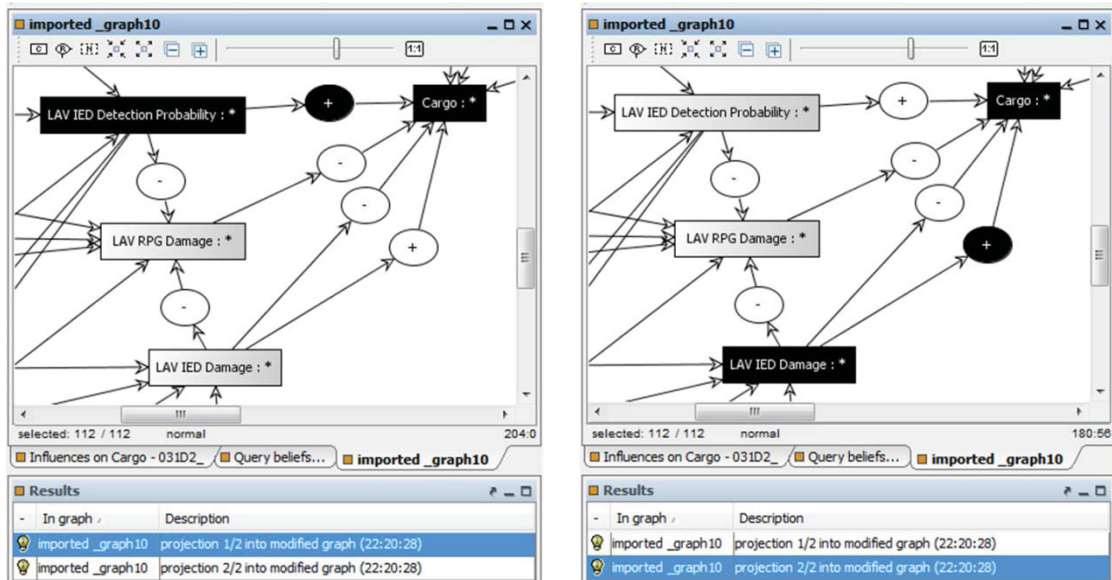 imported _graph10
C R [N] 1:1
LAV IED Detection Probability : *
+
Cargo : *
-
-
-
LAV RPG Damage : *
+
-
LAV IED Damage : *
selected: 112 / 112 normal 204:0
Influences on Cargo - 031D2_ Query beliefs... imported _graph10
Results
- In graph / Description
imported _graph10 projection 1/2 into modified graph (22:20:28)
imported _graph10 projection 2/2 into modified graph (22:20:28)
imported _graph10
C R [N] 1:1
LAV IED Detection Probability : *
+
Cargo : *
-
-
-
LAV RPG Damage : *
+
-
LAV IED Damage : *
selected: 112 / 112 normal 180:56
Influences on Cargo - 031D2_ Query beliefs... imported _graph10
Results
- In graph / Description
imported _graph10 projection 1/2 into modified graph (22:20:28)
imported _graph10 projection 2/2 into modified graph (22:20:28)